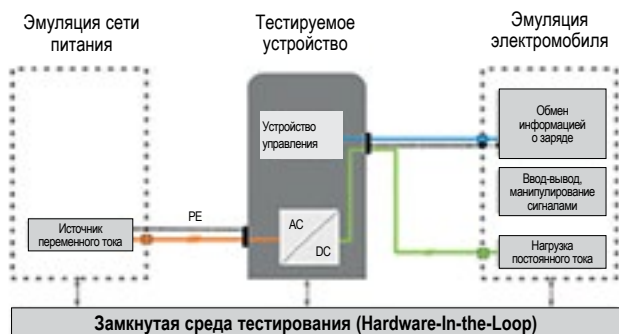 Эмуляция сети
питания
Тестируемое
устройство
Эмуляция
электромобиля
Устройство
управления
Обмен
информацией
о заряде
Ввод-вывод,
манипулирование
сигналами
Источник
переменного тока
PE
AC
DC
Нагрузка
постоянного тока
Замкнутая среда тестирования (Hardware-In-the-Loop)